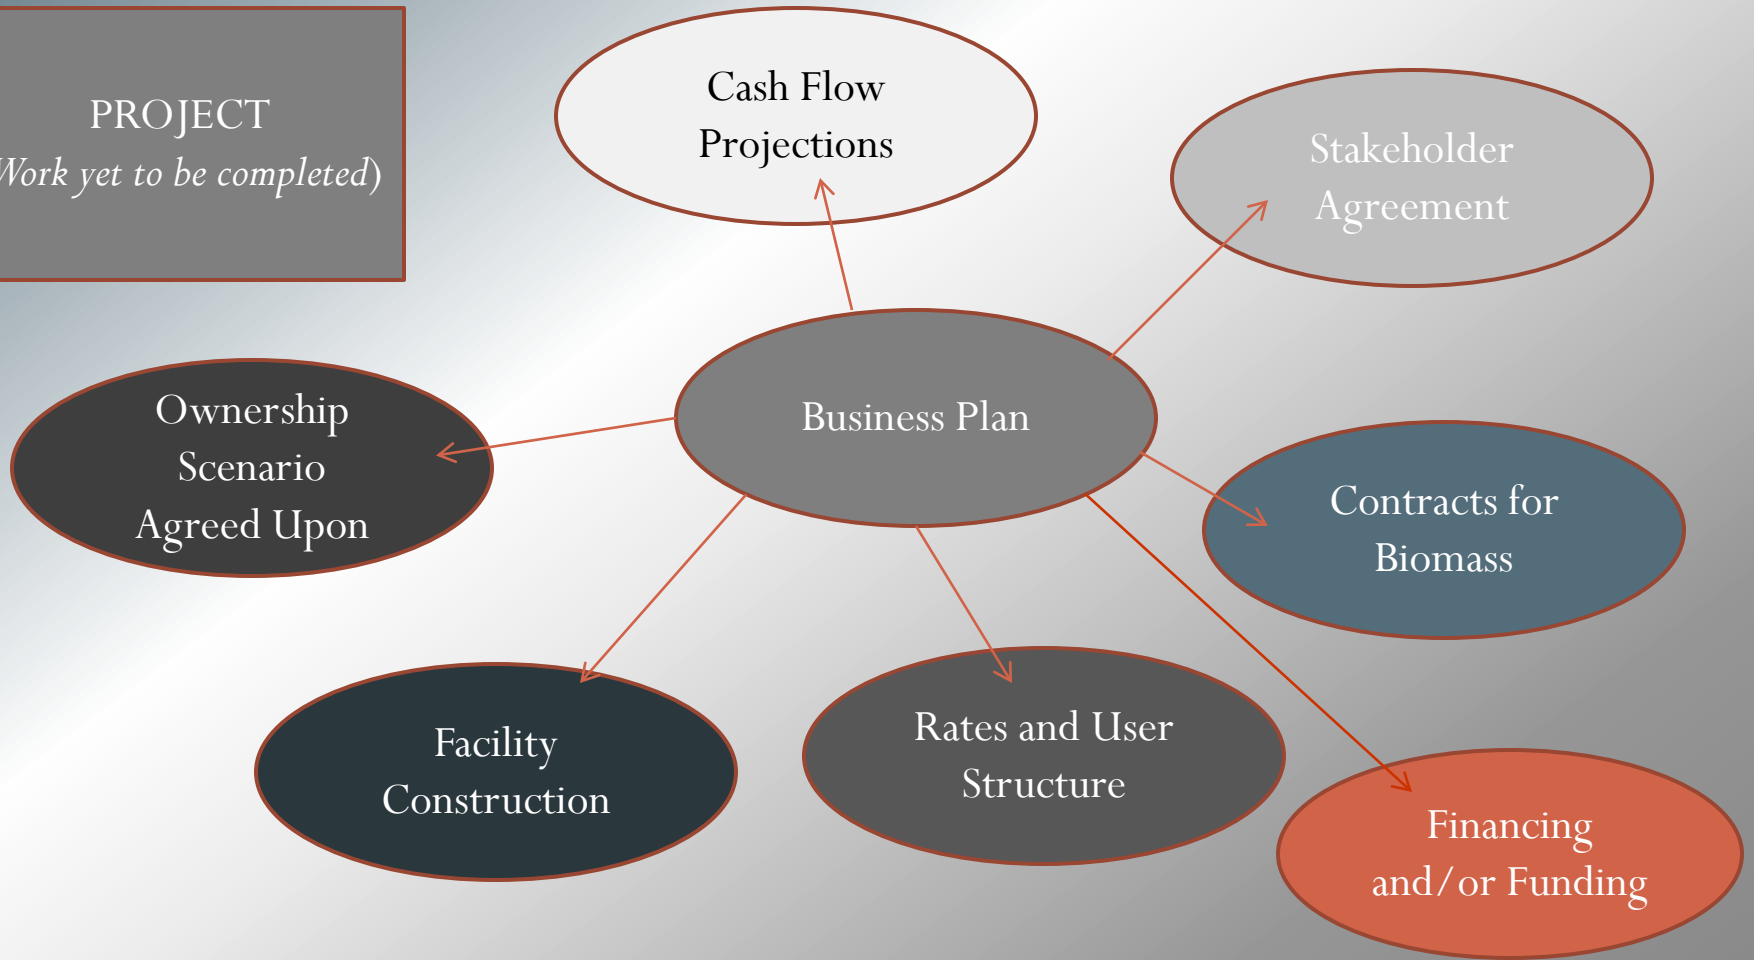 PROJECT
Work yet to be completed)
Cash Flow
Projections
Stakeholder
Agreement
Ownership
Scenario
Agreed Upon
Business Plan
Contracts for
Biomass
Facility
Construction
Rates and User
Structure
Financing
and/or Funding